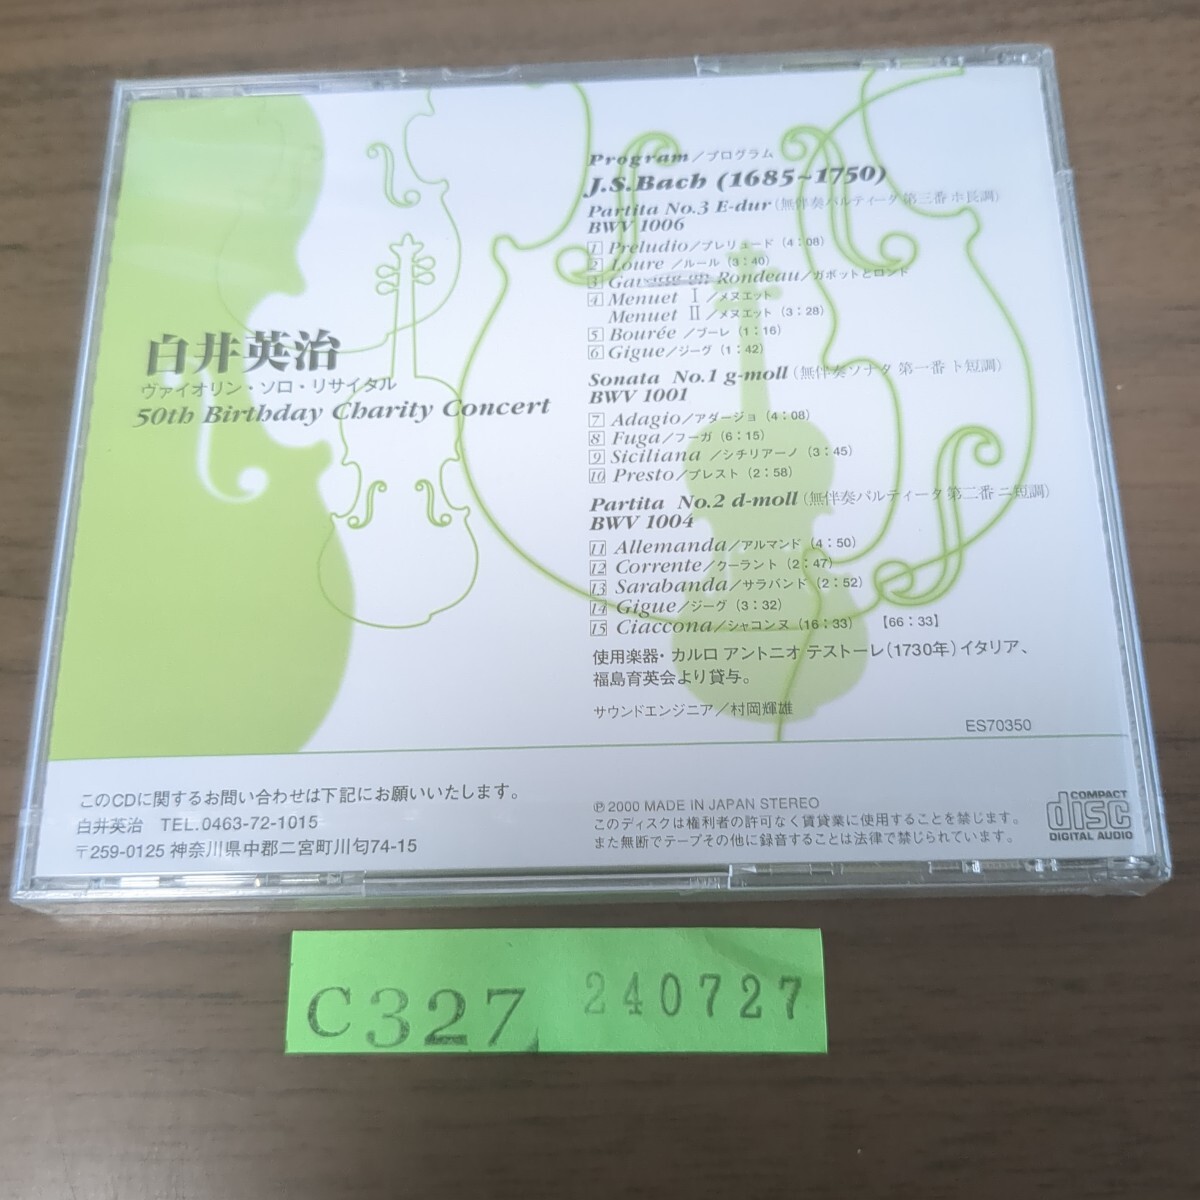 白井英治
ヴァイオリン・ソロ・リサイタル
50th Birthday Charity Concert
Program/プログラム
J.S.Bach (1685~1750)
Partita No.3 E-dur (無伴奏パルティータ 第三番 ホ長調)
BWV 1006
1 Preludio/プレリュード (4:08)
2 Loure /ルール (3:40)
3 Rondeau/ガボットとロンド
4 Menuet I/メヌエット
Menuet II/メヌエット (3:28)
5 Bourée /ブーレ (1:16)
6 Gigue/ジーグ (1:42)
Sonata No.1 g-moll (無伴奏ソナタ 第一番 ト短調)
BWV 1001
7 Adagio/アダージョ (4:08)
8 Fuga/フーガ (6:15)
9 Siciliana /シチリアーノ (3:45)
10 Presto/プレスト (2:58)
Partita No.2 d-moll (無伴奏パルティータ 第二番 ニ短調)
BWV 1004
11 Allemanda/アルマンド (4:50)
12 Corrente/クーラント (2:47)
13 Sarabanda/サラバンド (2:52)
14 Gigue/ジーグ (3:32)
15 Ciaccona/シャコンヌ (16:33) 【66:33】
使用楽器・カルロ アントニオ テストーレ(1730年)イタリア、
福島育英会より貸与。
サウンドエンジニア/村岡輝雄
ES70350
このCDに関するお問い合わせは下記にお願いいたします。
白井英治 TEL.0463-72-1015
〒259-0125 神奈川県中郡二宮町川匂74-15
Ⓟ2000 MADE IN JAPAN STEREO
このディスクは権利者の許可なく賃貸業に使用することを禁じます。
また無断でテープその他に録音することは法律で禁じられています。
COMPACT
disc
DIGITAL AUDIO
C327 240727